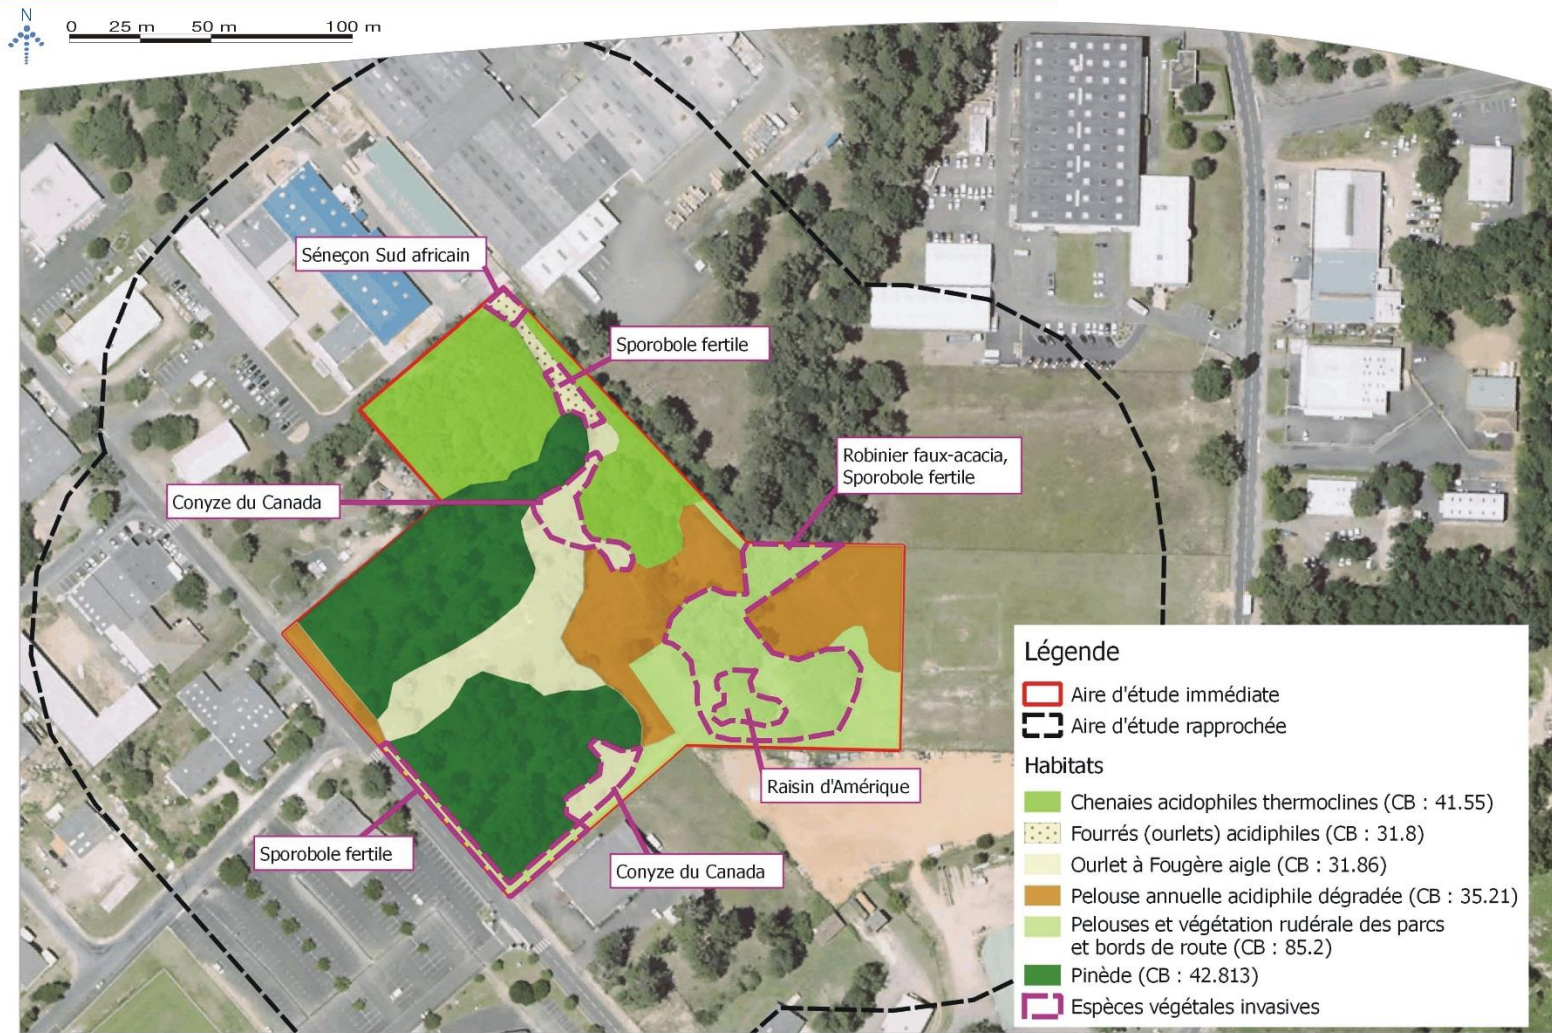 N
0 25 m 50 m 100 m
Séneçon Sud africain
Sporobole fertile
Robinier faux-acacia,
Sporobole fertile
Conyze du Canada
Raisin d'Amérique
Sporobole fertile
Conyze du Canada
Légende
Aire d'étude immédiate
Aire d'étude rapprochée
Habitats
Chenaies acidophiles thermoclines (CB : 41.55)
Fourrés (ourlets) acidiphiles (CB : 31.8)
Ourlet à Fougère aigle (CB : 31.86)
Pelouse annuelle acidiphile dégradée (CB : 35.21)
Pelouses et végétation rudérale des parcs
et bords de route (CB : 85.2)
Pinède (CB : 42.813)
Espèces végétales invasives